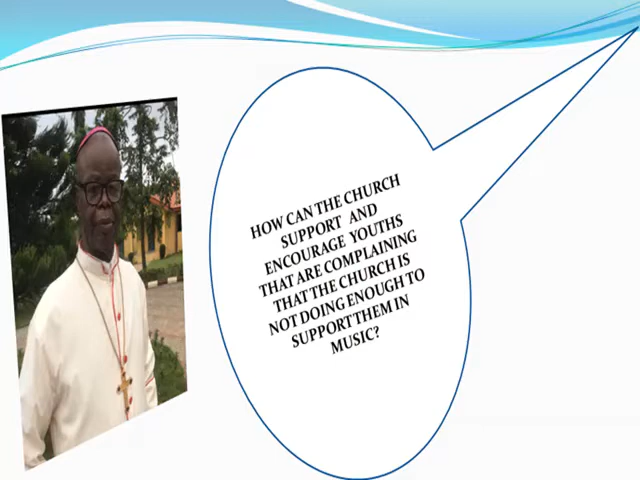 HOW CAN THE CHURCH
SUPPORT AND
ENCOURAGE YOUTHS
THAT ARE COMPLAINING
THAT THE CHURCH IS
NOT DOING ENOUGH TO
SUPPORT THEM IN
MUSIC?